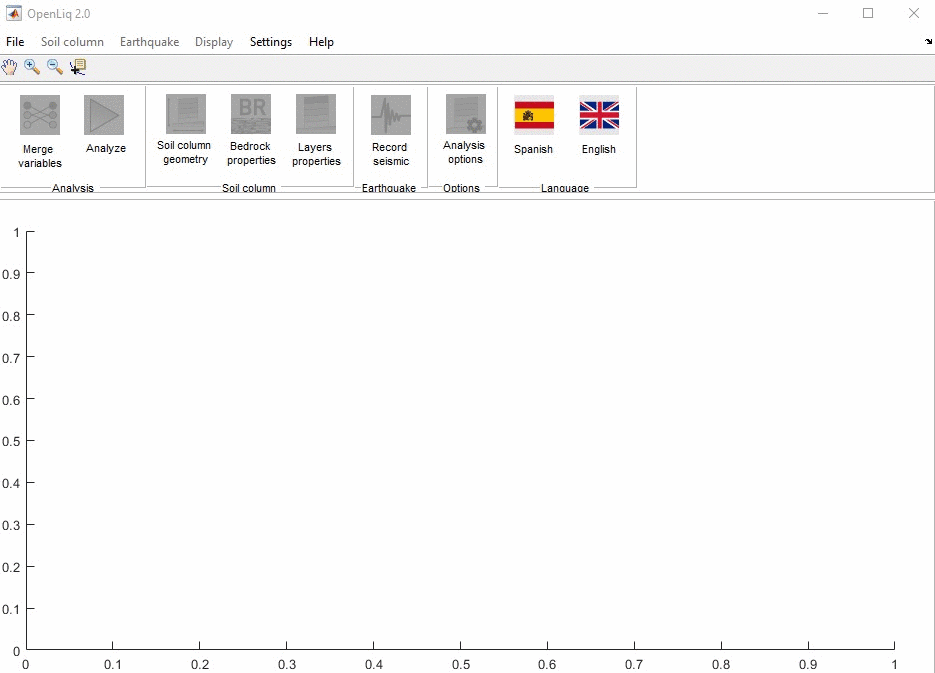 OpenLiq 2.0
File Soil column Earthquake Display Settings Help
BR
Merge variables
Analyze
Soil column geometry
Bedrock properties
Layers properties
Record seismic
Analysis options
Spanish
English
Analysis
Soil column
Earthquake
Options
Language
1
0.9
0.8
0.7
0.6
0.5
0.4
0.3
0.2
0.1
0
0 0.1 0.2 0.3 0.4 0.5 0.6 0.7 0.8 0.9 1